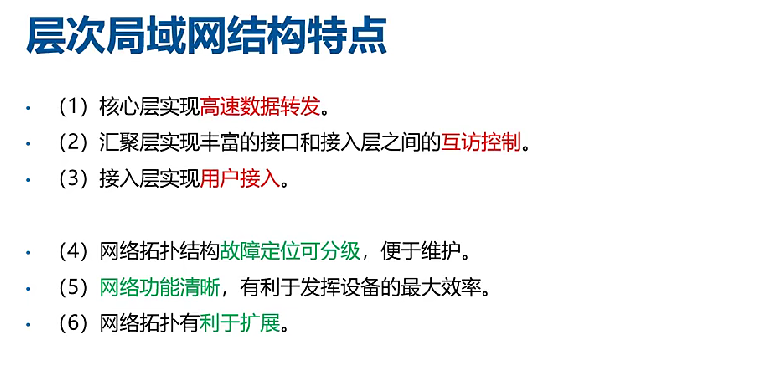 层次局域网结构特点
• （1）核心层实现高速数据转发。
• （2）汇聚层实现丰富的接口和接入层之间的互访控制。
• （3）接入层实现用户接入。
• （4）网络拓扑结构故障定位可分级，便于维护。
• （5）网络功能清晰，有利于发挥设备的最大效率。
• （6）网络拓扑有利于扩展。